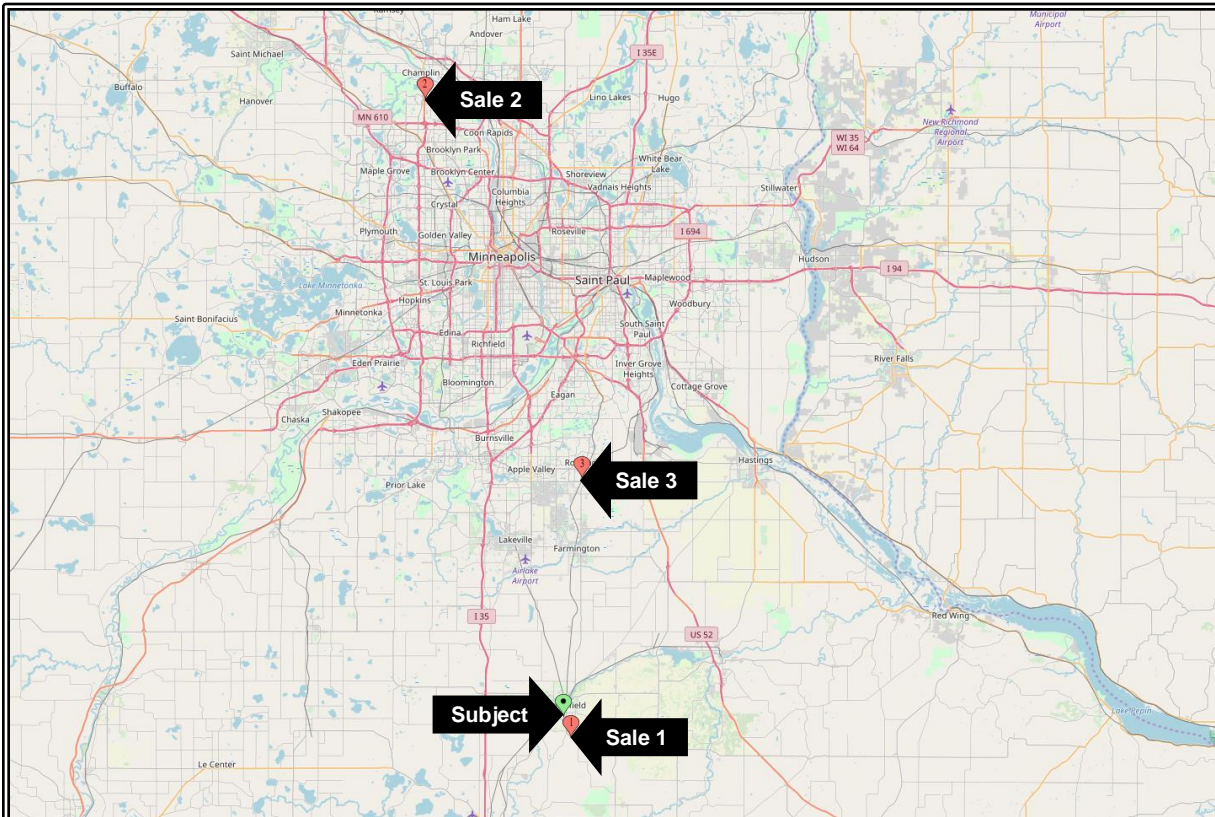 Ramsey
Ham Lake
Municipal
Airport
Andover
Saint Michael
I 35E
Champlin
Buffalo
2
Sale 2
Lino Lakes
Hugo
Hanover
MN 610
New Richmond
Regional
Airport
Coon Rapids
WI 35
WI 64
Brooklyn Park
White Bear
Lake
Maple Grove
Brooklyn Center
Shoreview
Vadnais Heights
Stillwater
Columbia
Heights
Crystal
Plymouth
Golden Valley
Roseville
I 694
Minneapolis
Hudson
I 94
Saint Paul
Maplewood
St. Louis Park
Lake Minnetonka
Hopkins
Woodbury
Minnetonka
Saint Bonifacius
Edina
South Saint
Paul
Richfield
Inver Grove
Heights
River Falls
Eden Prairie
Bloomington
Cottage Grove
Eagan
Shakopee
Chaska
Burnsville
Hastings
3
Apple Valley
Sale 3
Prior Lake
Lakeville
Farmington
Airlake
Airport
I 35
Red Wing
US 52
Subject
field
1
Sale 1
Lake Pepin
Le Center